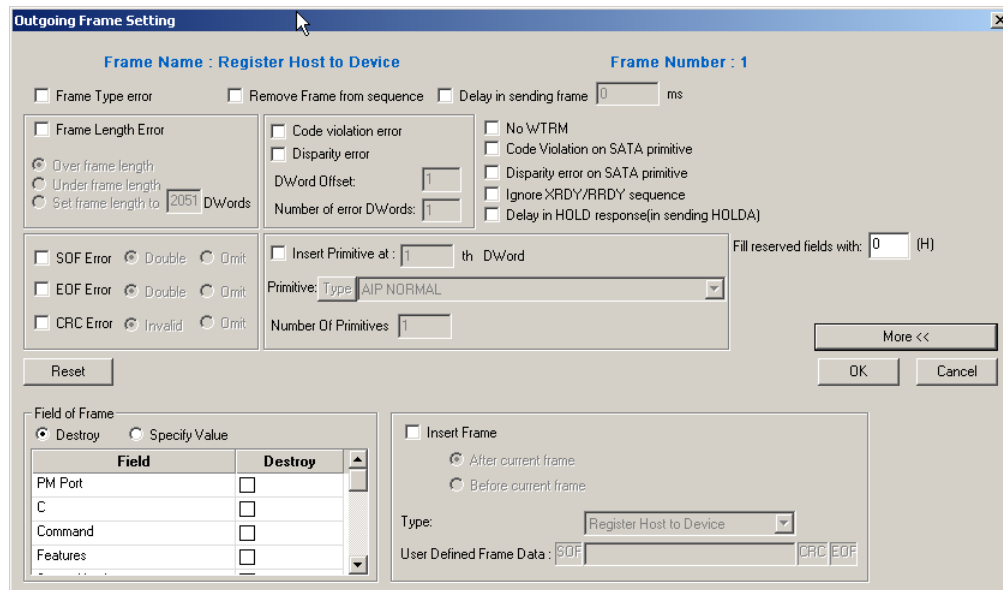 Outgoing Frame Setting
Frame Name : Register Host to Device Frame Number : 1
Frame Type error Remove Frame from sequence Delay in sending frame 0 ms
Frame Length Error
Over frame length
Under frame length
Set frame length to 2051 DWords
Code violation error
Disparity error
DWord Offset: 1
Number of error DWords: 1
No WTRM
Code Violation on SATA primitive
Disparity error on SATA primitive
Ignore XRDY/RRDY sequence
Delay in HOLD response(in sending HOLDA)
SOF Error Double Omit
EOF Error Double Omit
CRC Error Invalid Omit
Insert Primitive at : 1 th DWord
Primitive: Type AIP NORMAL
Number Of Primitives 1
Fill reserved fields with: 0 (H)
More <<
Reset OK Cancel
Field of Frame
Destroy Specify Value
Field Destroy
PM Port
C
Command
Features
Insert Frame
After current frame
Before current frame
Type: Register Host to Device
User Defined Frame Data : SOF CRC EOF